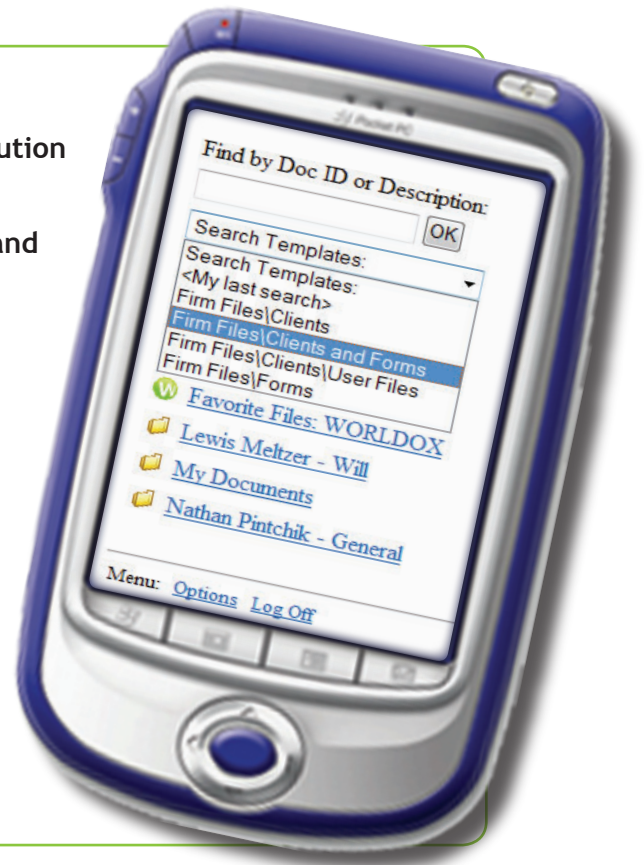 ution
and
Pocket PC
Find by Doc ID or Description:
OK
Search Templates:
Search Templates:
<My last search>
Firm Files\Clients
Firm Files\Clients and Forms
Firm Files\Clients\User Files
Firm Files\Forms
Favorite Files: WORLDOX
Lewis Meltzer - Will
My Documents
Nathan Pintchik - General
Menu: Options Log Off